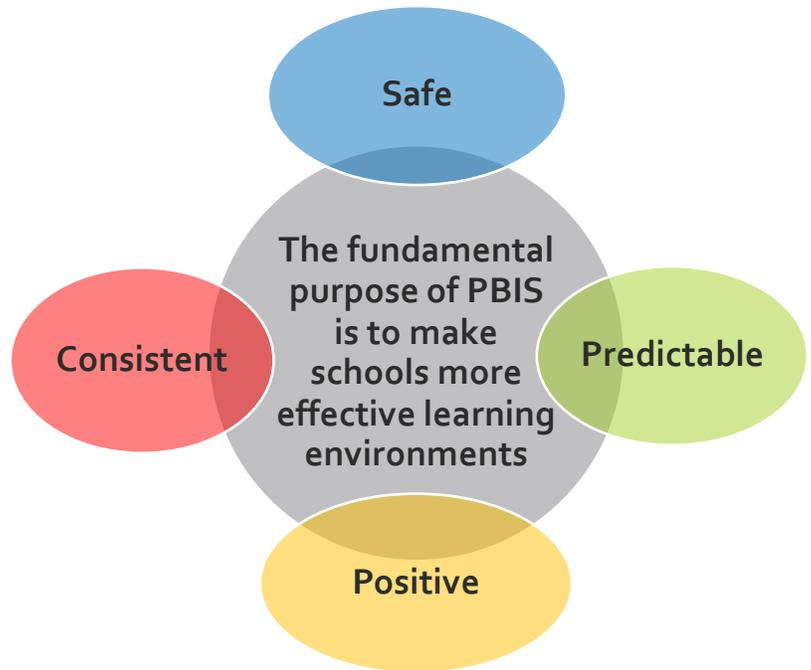 Safe
The fundamental
purpose of PBIS
is to make
schools more
effective learning
environments
Consistent
Predictable
Positive